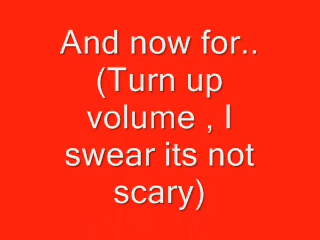 And now for..
(Turn up
volume , I
swear its not
scary)